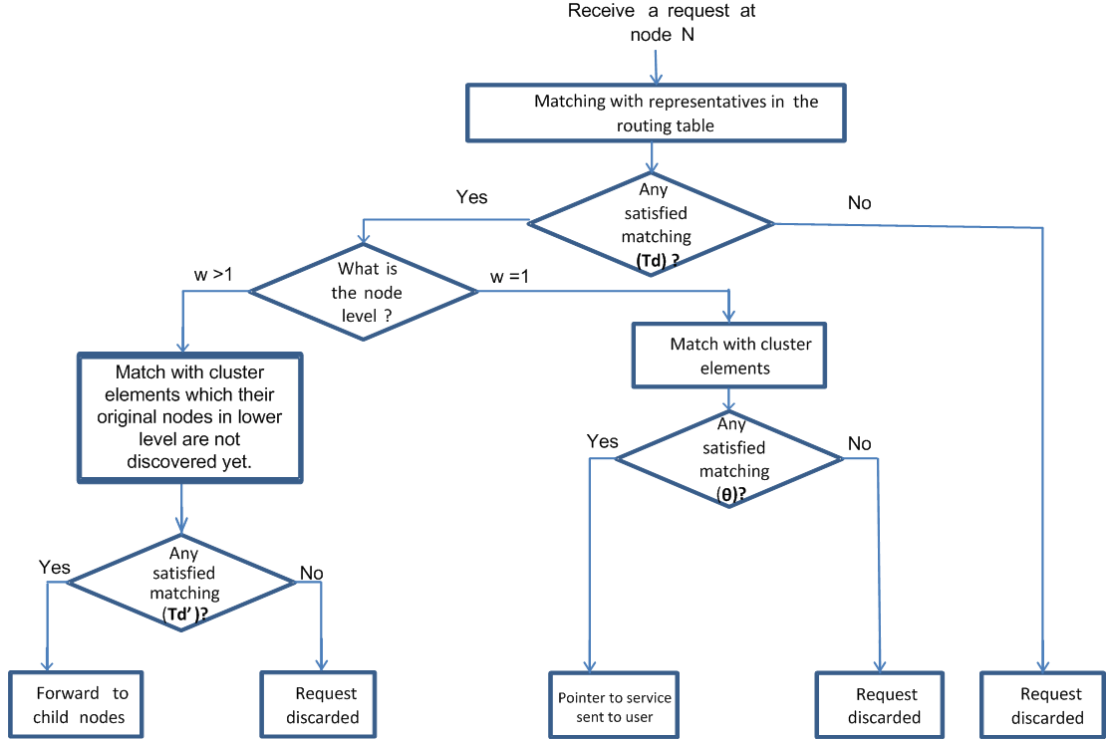 Receive a request at
node N
Matching with representatives in the
routing table
Any
satisfied
matching
(Td) ?
Yes
No
What is
the node
level ?
w >1
w =1
Match with cluster
elements which their
original nodes in lower
level are not
discovered yet.
Match with cluster
elements
Any
satisfied
matching
(θ)?
Yes
No
Any
satisfied
matching
(Td')?
Yes
No
Forward to
child nodes
Request
discarded
Pointer to service
sent to user
Request
discarded
Request
discarded